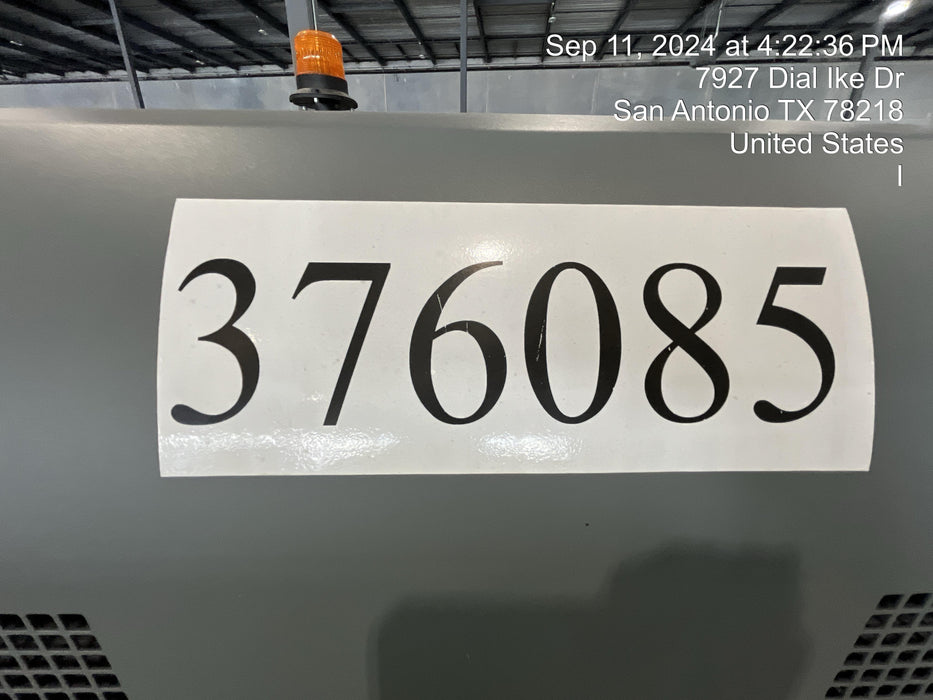 Sep 11, 2024 at 4:22:36 PM
7927 Dial Ike Dr
San Antonio TX 78218
United States
I
376085